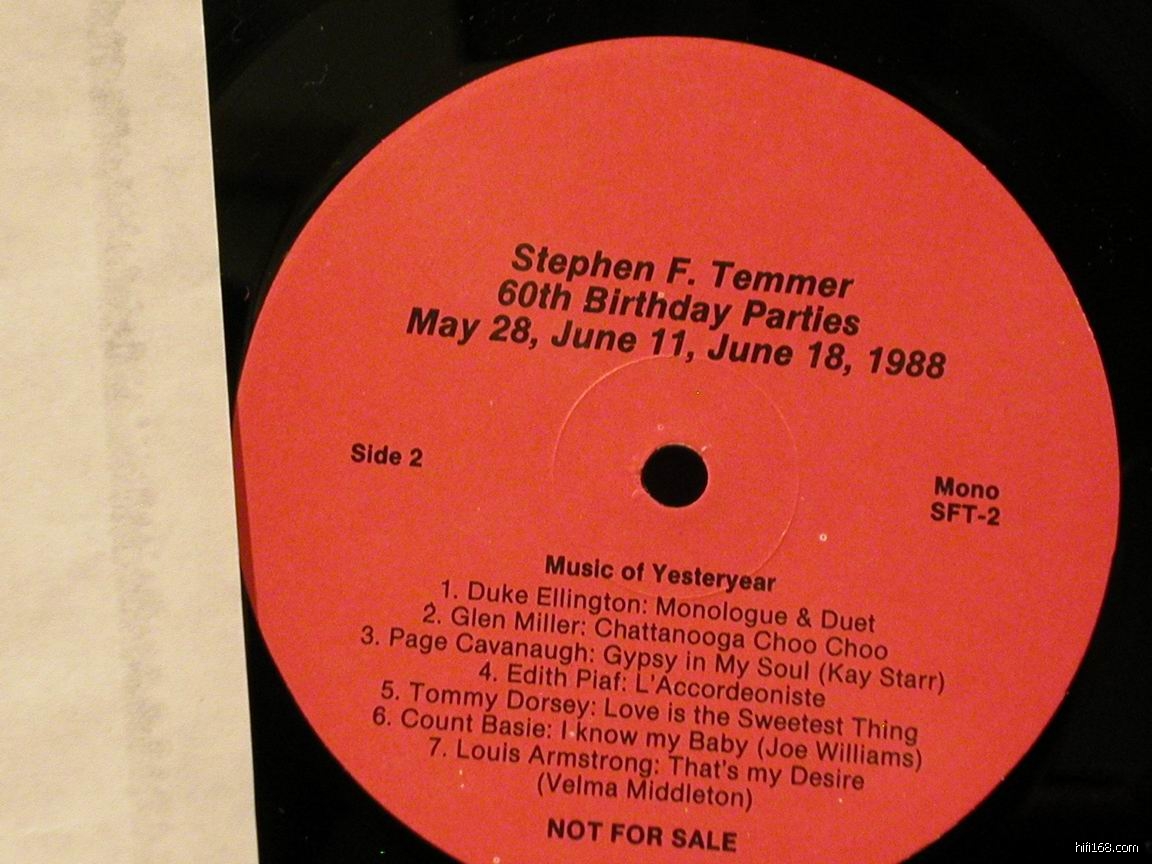 Stephen F. Temmer
60th Birthday Parties
May 28, June 11, June 18, 1988
Side 2
Mono
SFT-2
Music of Yesteryear
1. Duke Ellington: Monologue & Duet
2. Glen Miller: Chattanooga Choo Choo
3. Page Cavanaugh: Gypsy in My Soul (Kay Starr)
4. Edith Piaf: L'Accordeoniste
5. Tommy Dorsey: Love is the Sweetest Thing
6. Count Basie: I know my Baby (Joe Williams)
7. Louis Armstrong: That's my Desire
(Velma Middleton)
NOT FOR SALE
hifi168.com